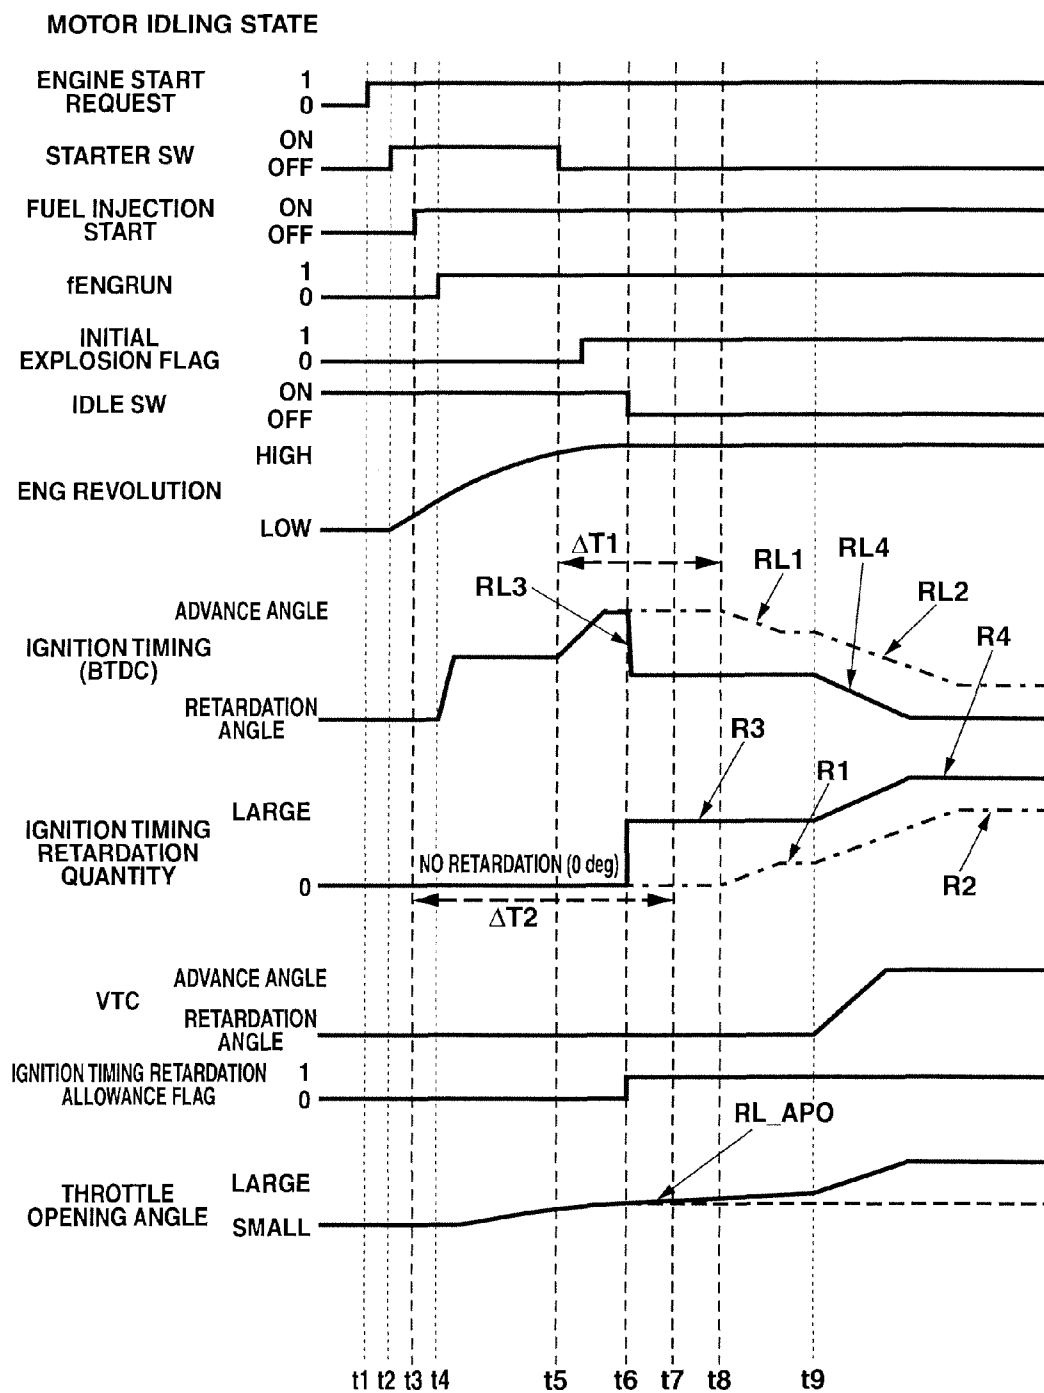 MOTOR IDLING STATE
ENGINE START
REQUEST
1
0
STARTER SW
ON
OFF
FUEL INJECTION
START
ON
OFF
fENGRUN
1
0
INITIAL
EXPLOSION FLAG
1
0
IDLE SW
ON
OFF
ENG REVOLUTION
HIGH
LOW
ΔT1
RL1
RL4
RL3
RL2
R4
IGNITION TIMING
(BTDC)
ADVANCE ANGLE
RETARDATION
ANGLE
R3
R1
IGNITION TIMING
RETARDATION
QUANTITY
LARGE
NO RETARDATION (0 deg)
0
R2
ΔT2
VTC
ADVANCE ANGLE
RETARDATION
ANGLE
IGNITION TIMING RETARDATION
ALLOWANCE FLAG
1
0
RL_APO
THROTTLE
OPENING ANGLE
LARGE
SMALL
t1 t2 t3 t4 t5 t6 t7 t8 t9